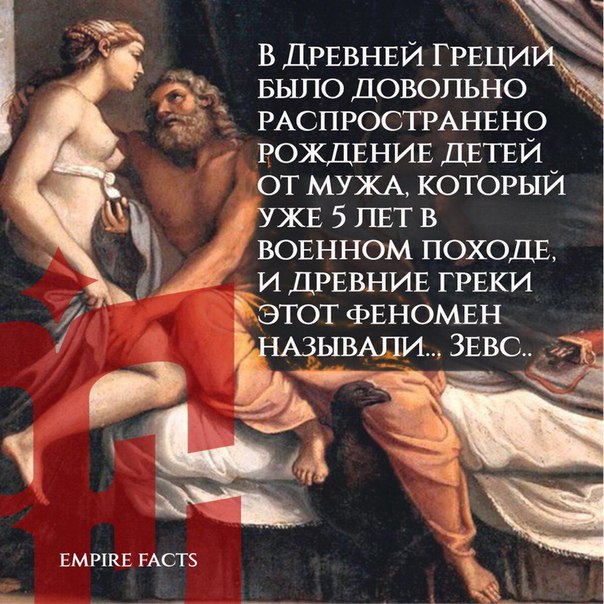 В Древней Греции
было довольно
распространено
рождение детей
от мужа, который
уже 5 лет в
военном походе,
и древние греки
этот феномен
называли... Зевс..
EMPIRE FACTS